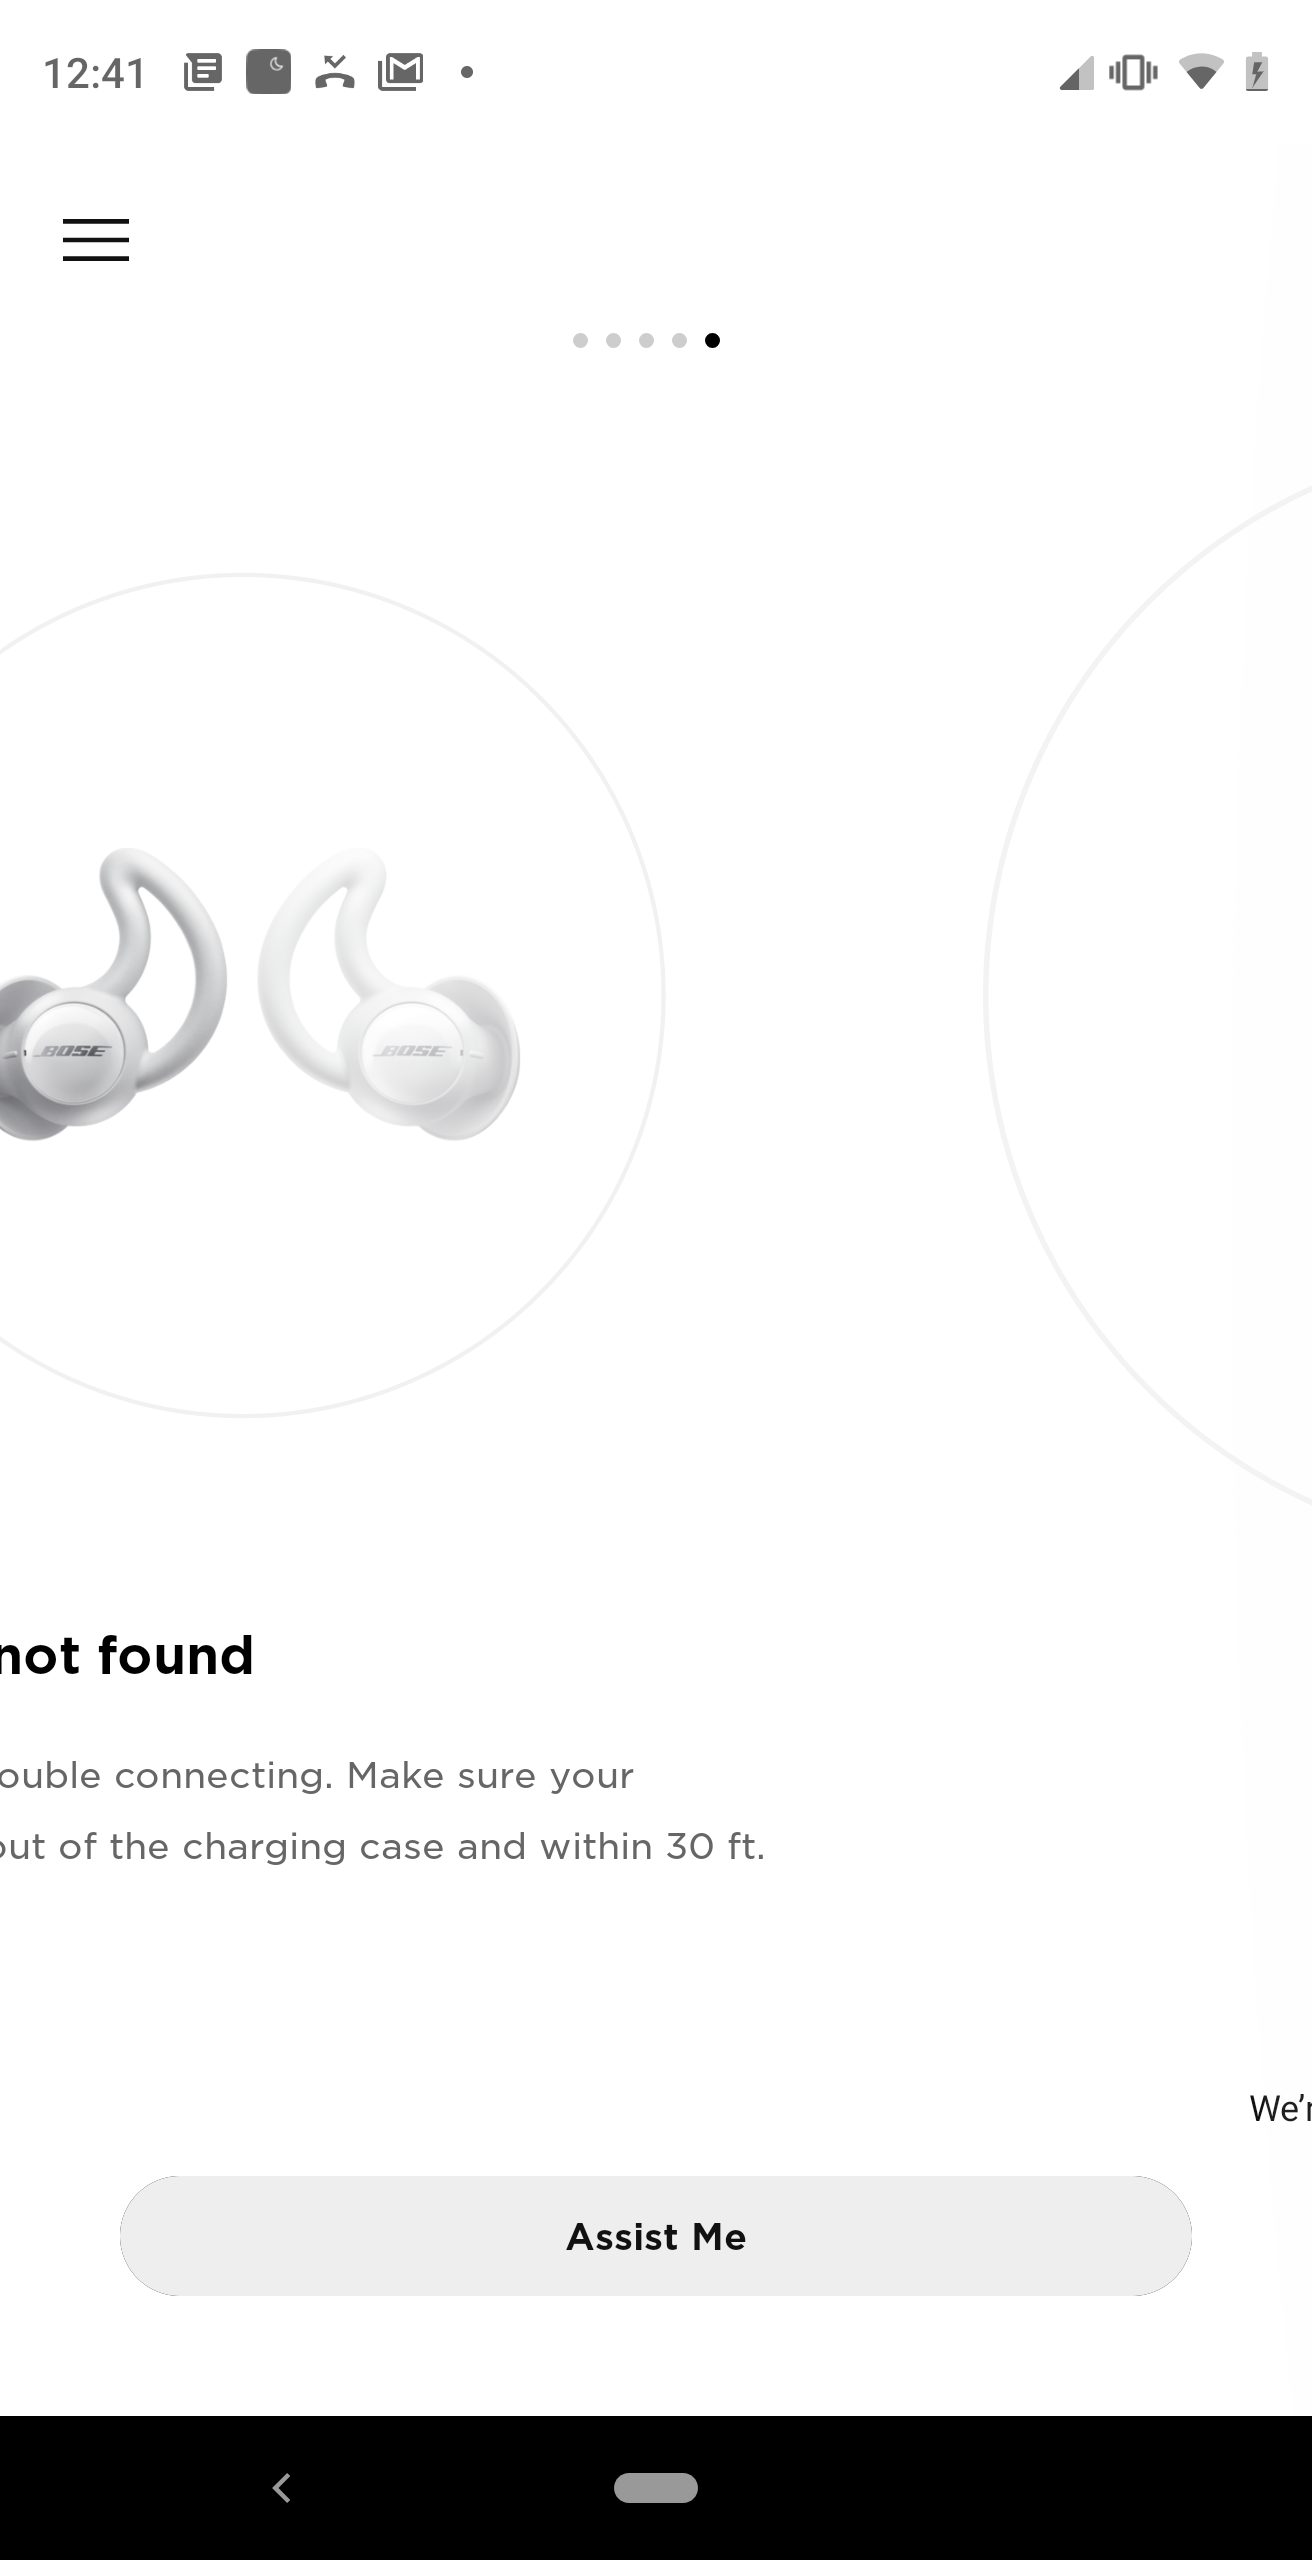 12:41
BOSE BOSE
not found
ouble connecting. Make sure your
out of the charging case and within 30 ft.
We'r
Assist Me